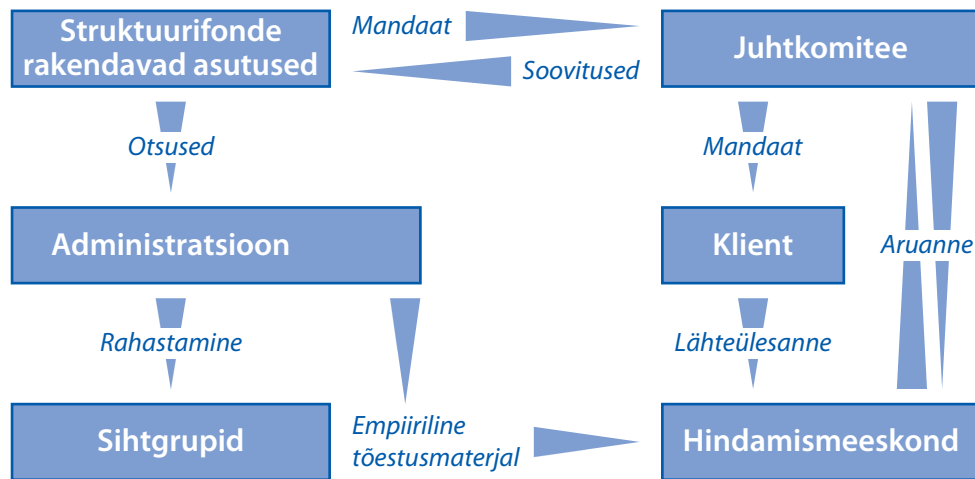 Struktuurifonde
rakendavad asutused
Mandaat
Soovitused
Juhtkomitee
Otsused
Mandaat
Administratsioon
Klient
Aruanne
Rahastamine
Lähteülesanne
Sihtgrupid
Empiiriline
tõestusmaterjal
Hindamismeeskond